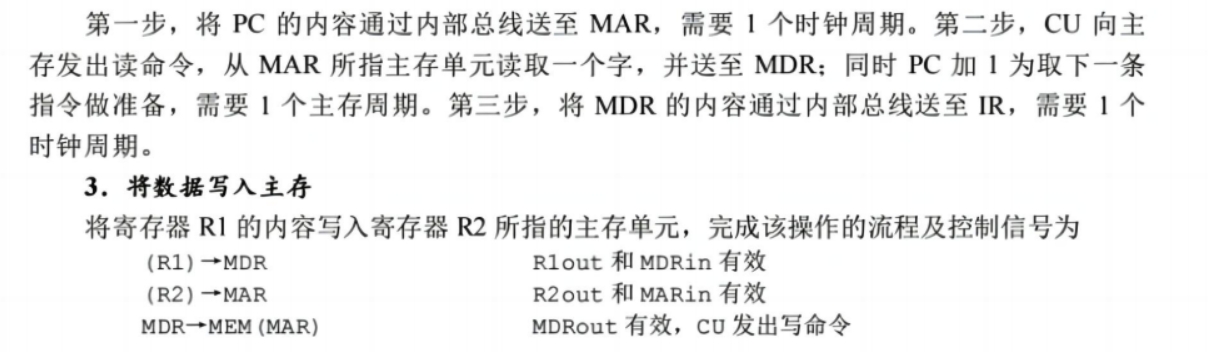 第一步，将 PC 的内容通过内部总线送至 MAR，需要 1 个时钟周期。第二步，CU 向主
存发出读命令，从 MAR 所指主存单元读取一个字，并送至 MDR；同时 PC 加 1 为取下一条
指令做准备，需要 1 个主存周期。第三步，将 MDR 的内容通过内部总线送至 IR，需要 1 个
时钟周期。
3．将数据写入主存
将寄存器 R1 的内容写入寄存器 R2 所指的主存单元，完成该操作的流程及控制信号为
(R1)→MDR R1out 和 MDRin 有效
(R2)→MAR R2out 和 MARin 有效
MDR→MEM(MAR) MDRout 有效，CU 发出写命令